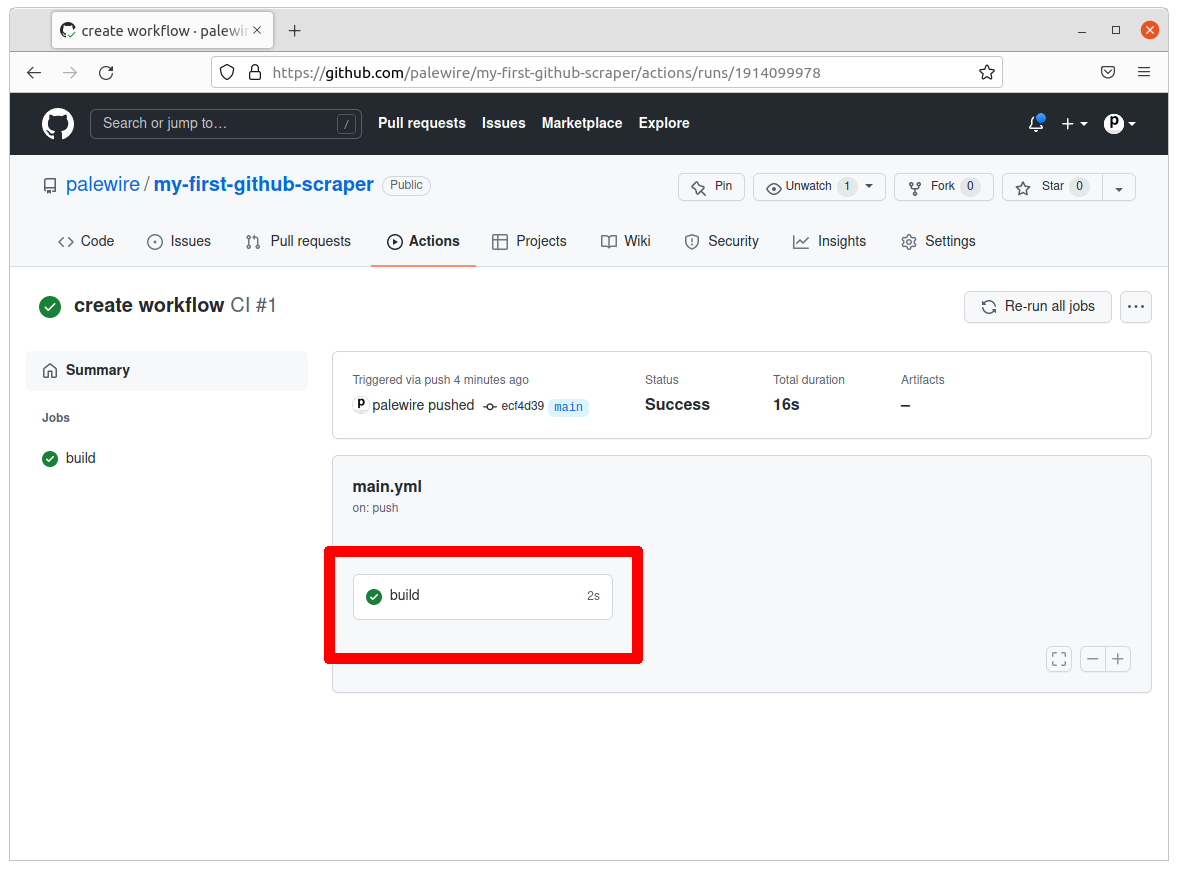 create workflow · palewir
https://github.com/palewire/my-first-github-scraper/actions/runs/1914099978
Search or jump to… / Pull requests Issues Marketplace Explore
palewire / my-first-github-scraper Public Pin Unwatch 1 Fork 0 Star 0
Code Issues Pull requests Actions Projects Wiki Security Insights Settings
create workflow CI #1 Re-run all jobs
Summary
Jobs
build
Triggered via push 4 minutes ago Status Total duration Artifacts
palewire pushed ecf4d39 main Success 16s –
main.yml
on: push
build 2s